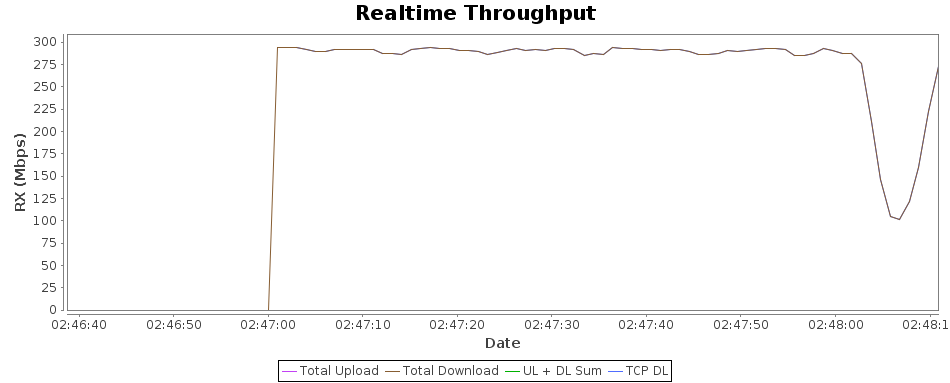 Realtime Throughput
RX (Mbps)
300
275
250
225
200
175
150
125
100
75
50
25
0
02:46:40 02:46:50 02:47:00 02:47:10 02:47:20 02:47:30 02:47:40 02:47:50 02:48:00 02:48:1
Date
Total Upload Total Download UL + DL Sum TCP DL